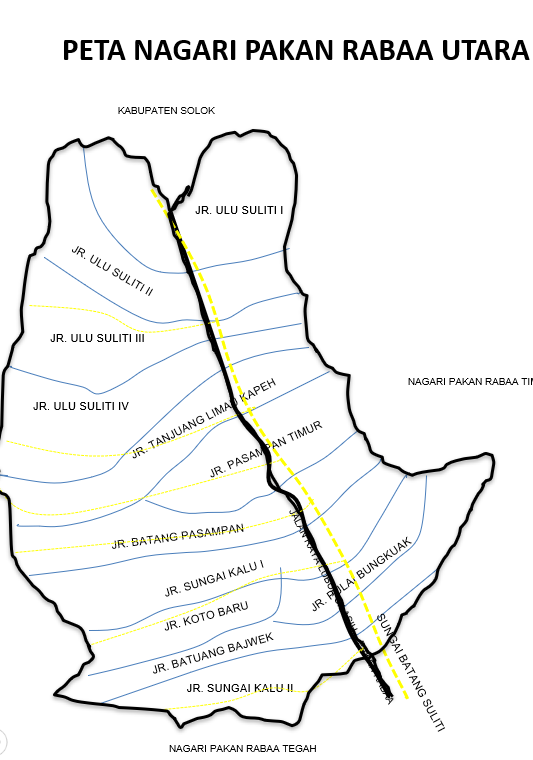 PETA NAGARI PAKAN RABAA UTARA
KABUPATEN SOLOK
JR. ULU SULITI I
JR. ULU SULITI II
JR. ULU SULITI III
NAGARI PAKAN RABAA TI
JR. ULU SULITI IV
JR. TANJUANG LIMAU KAPEH
JR. PASAMPAN TIMUR
JR. BATANG PASAMPAN
JALAN RAYA
JR. SUNGAI KALU I
JR. PULAI BUNGKUAK
JR. KOTO BARU
SUNGAI BATANG SULITI
JR. BATUANG BAJWEK
JR. SUNGAI KALU II
NAGARI PAKAN RABAA TEGAH